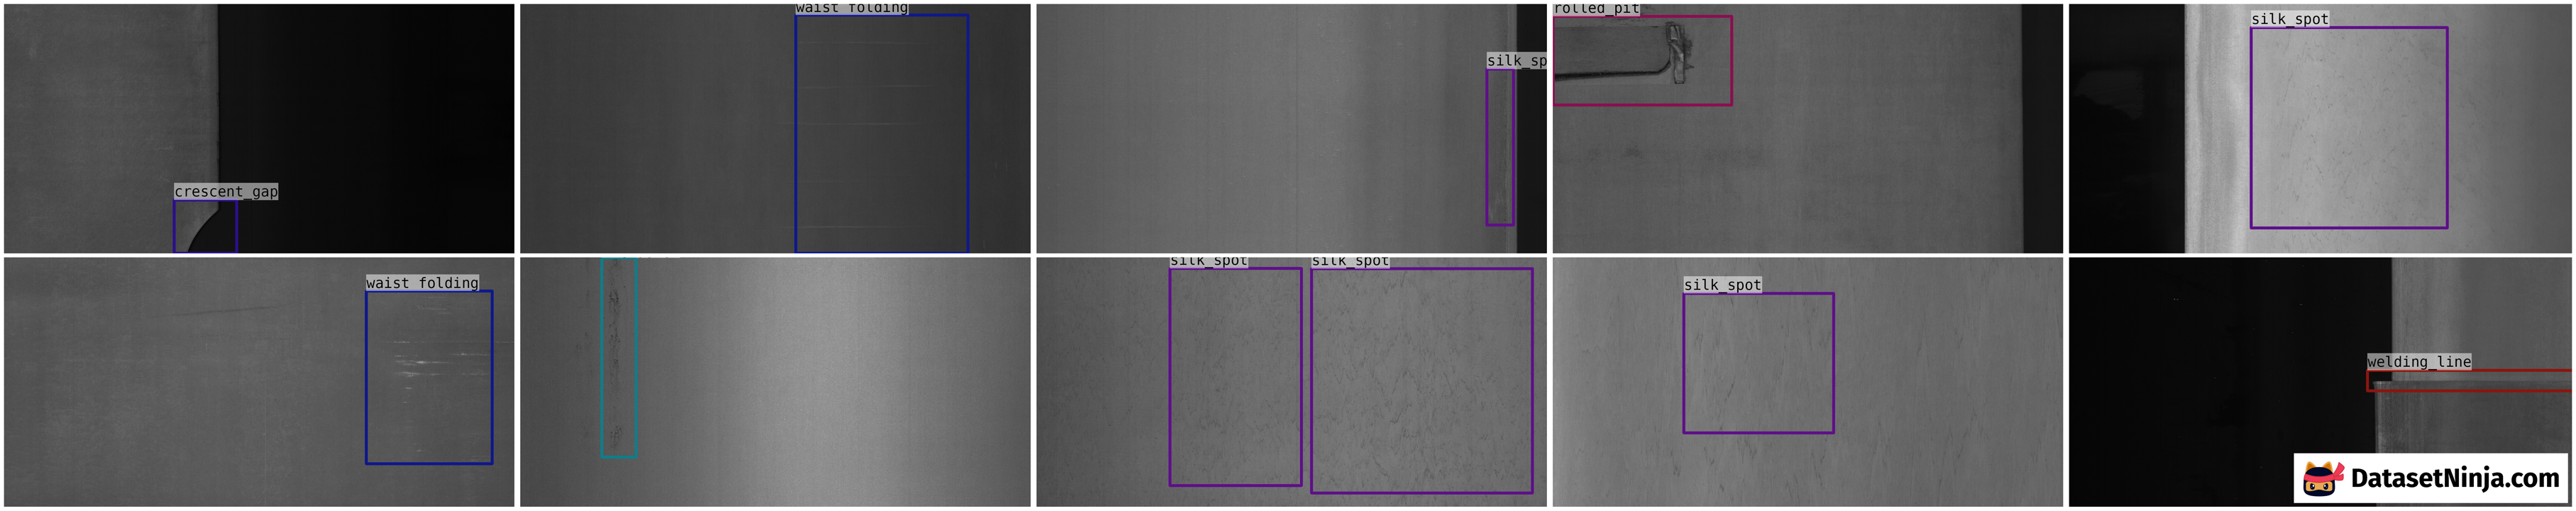 waist folding
rolled_pit
silk_spot
silk_sp
crescent_gap
silk_spot
silk_spot
waist folding
silk_spot
welding_line
DatasetNinja.com